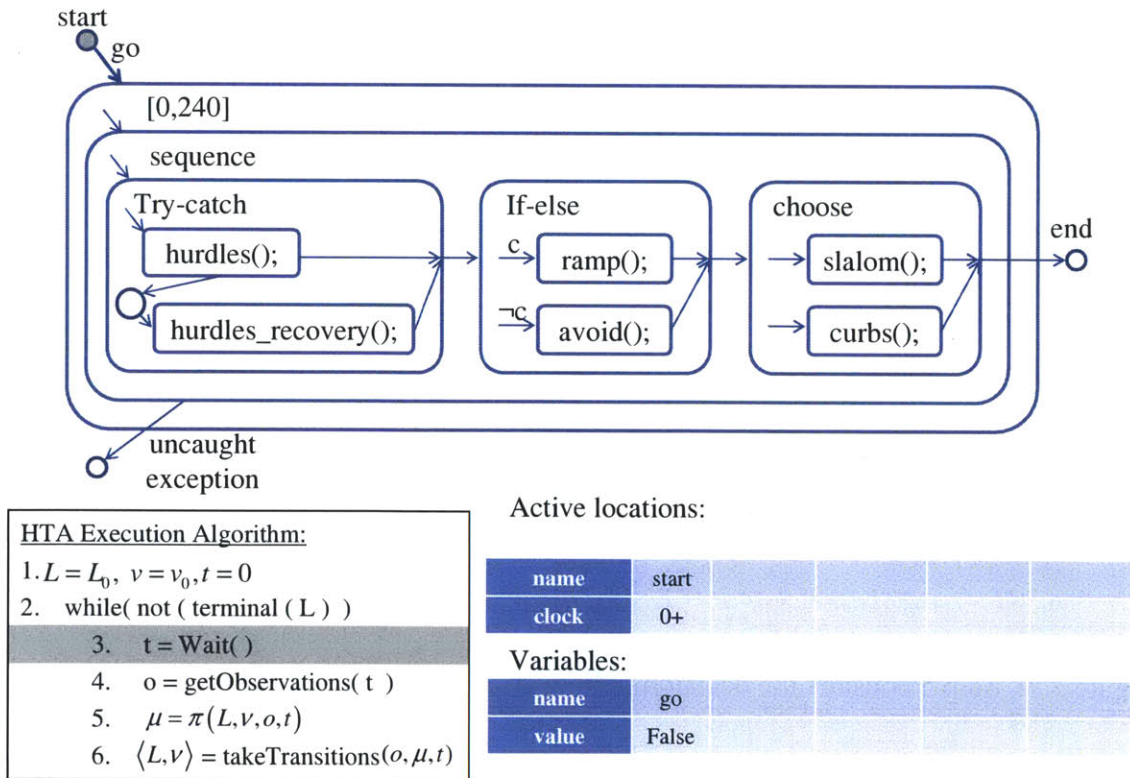 start
go
[0,240]
sequence
Try-catch
If-else
choose
hurdles();
c
ramp();
slalom();
end
hurdles_recovery();
¬c
avoid();
curbs();
uncaught
exception
HTA Execution Algorithm:
1. L = L₀, ν = ν₀, t = 0
2. while( not ( terminal ( L ) )
3. t = Wait( )
4. o = getObservations( t )
5. μ = π(L,ν,o,t)
6. ⟨L,ν⟩ = takeTransitions(o,μ,t)
Active locations:
name start
clock 0+
Variables:
name go
value False